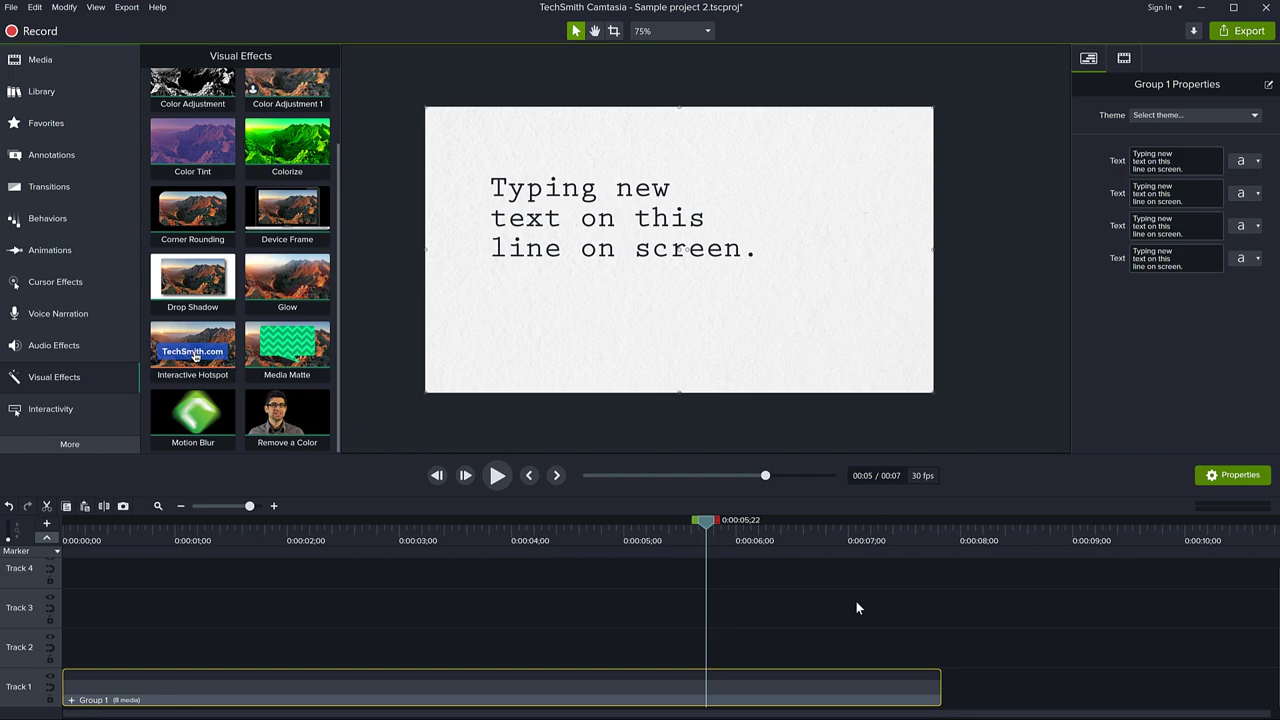 File Edit Modify View Export Help
TechSmith Camtasia - Sample project 2.tscproj*
Sign In
Record
75%
Export
Media
Library
Favorites
Annotations
Transitions
Behaviors
Animations
Cursor Effects
Voice Narration
Audio Effects
Visual Effects
Interactivity
More
Visual Effects
Color Adjustment
Color Adjustment 1
Color Tint
Colorize
Corner Rounding
Device Frame
Drop Shadow
Glow
TechSmith.com
Interactive Hotspot
Media Matte
Motion Blur
Remove a Color
Typing new
text on this
line on screen.
Group 1 Properties
Theme Select theme...
Text
Typing new
text on this
line on screen.
a
Text
Typing new
text on this
line on screen.
a
Text
Typing new
text on this
line on screen.
a
Text
Typing new
text on this
line on screen.
a
00:05 / 00:07 30 fps
Properties
0:00:05;22
0:00:00;00 0:00:01;00 0:00:02;00 0:00:03;00 0:00:04;00 0:00:05;00 0:00:06;00 0:00:07;00 0:00:08;00 0:00:09;00 0:00:10;00
Marker
Track 4
Track 3
Track 2
Track 1
+ Group 1 (8 media)